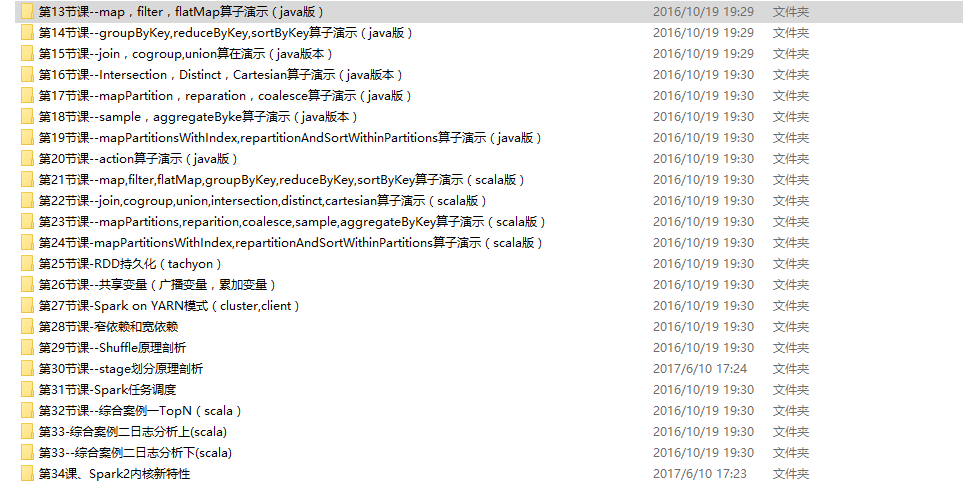 第13节课--map，filter，flatMap算子演示（java版） 2016/10/19 19:29 文件夹
第14节课--groupByKey,reduceByKey,sortByKey算子演示（java版） 2016/10/19 19:29 文件夹
第15节课--join，cogroup,union算在演示（java版本） 2016/10/19 19:29 文件夹
第16节课--Intersection，Distinct，Cartesian算子演示（java版本） 2016/10/19 19:30 文件夹
第17节课--mapPartition，reparation，coalesce算子演示（java版） 2016/10/19 19:30 文件夹
第18节课--sample，aggregateByke算子演示（java版本） 2016/10/19 19:30 文件夹
第19节课--mapPartitionsWithIndex,repartitionAndSortWithinPartitions算子演示（java版） 2016/10/19 19:30 文件夹
第20节课--action算子演示（java版） 2016/10/19 19:30 文件夹
第21节课--map,filter,flatMap,groupByKey,reduceByKey,sortByKey算子演示（scala版） 2016/10/19 19:30 文件夹
第22节课--join,cogroup,union,intersection,distinct,cartesian算子演示（scala版） 2016/10/19 19:30 文件夹
第23节课--mapPartitions,reparition,coalesce,sample,aggregateByKey算子演示（scala版） 2016/10/19 19:30 文件夹
第24节课-mapPartitionsWithIndex,repartitionAndSortWithinPartitions算子演示（scala版） 2016/10/19 19:30 文件夹
第25节课-RDD持久化（tachyon） 2016/10/19 19:30 文件夹
第26节课--共享变量（广播变量，累加变量） 2016/10/19 19:30 文件夹
第27节课-Spark on YARN模式（cluster,client） 2016/10/19 19:30 文件夹
第28节课-窄依赖和宽依赖 2016/10/19 19:30 文件夹
第29节课--Shuffle原理剖析 2016/10/19 19:30 文件夹
第30节课--stage划分原理剖析 2017/6/10 17:24 文件夹
第31节课-Spark任务调度 2016/10/19 19:30 文件夹
第32节课--综合案例一TopN（scala） 2016/10/19 19:30 文件夹
第33-综合案例二日志分析上(scala) 2016/10/19 19:30 文件夹
第33--综合案例二日志分析下(scala) 2016/10/19 19:30 文件夹
第34课、Spark2内核新特性 2017/6/10 17:23 文件夹